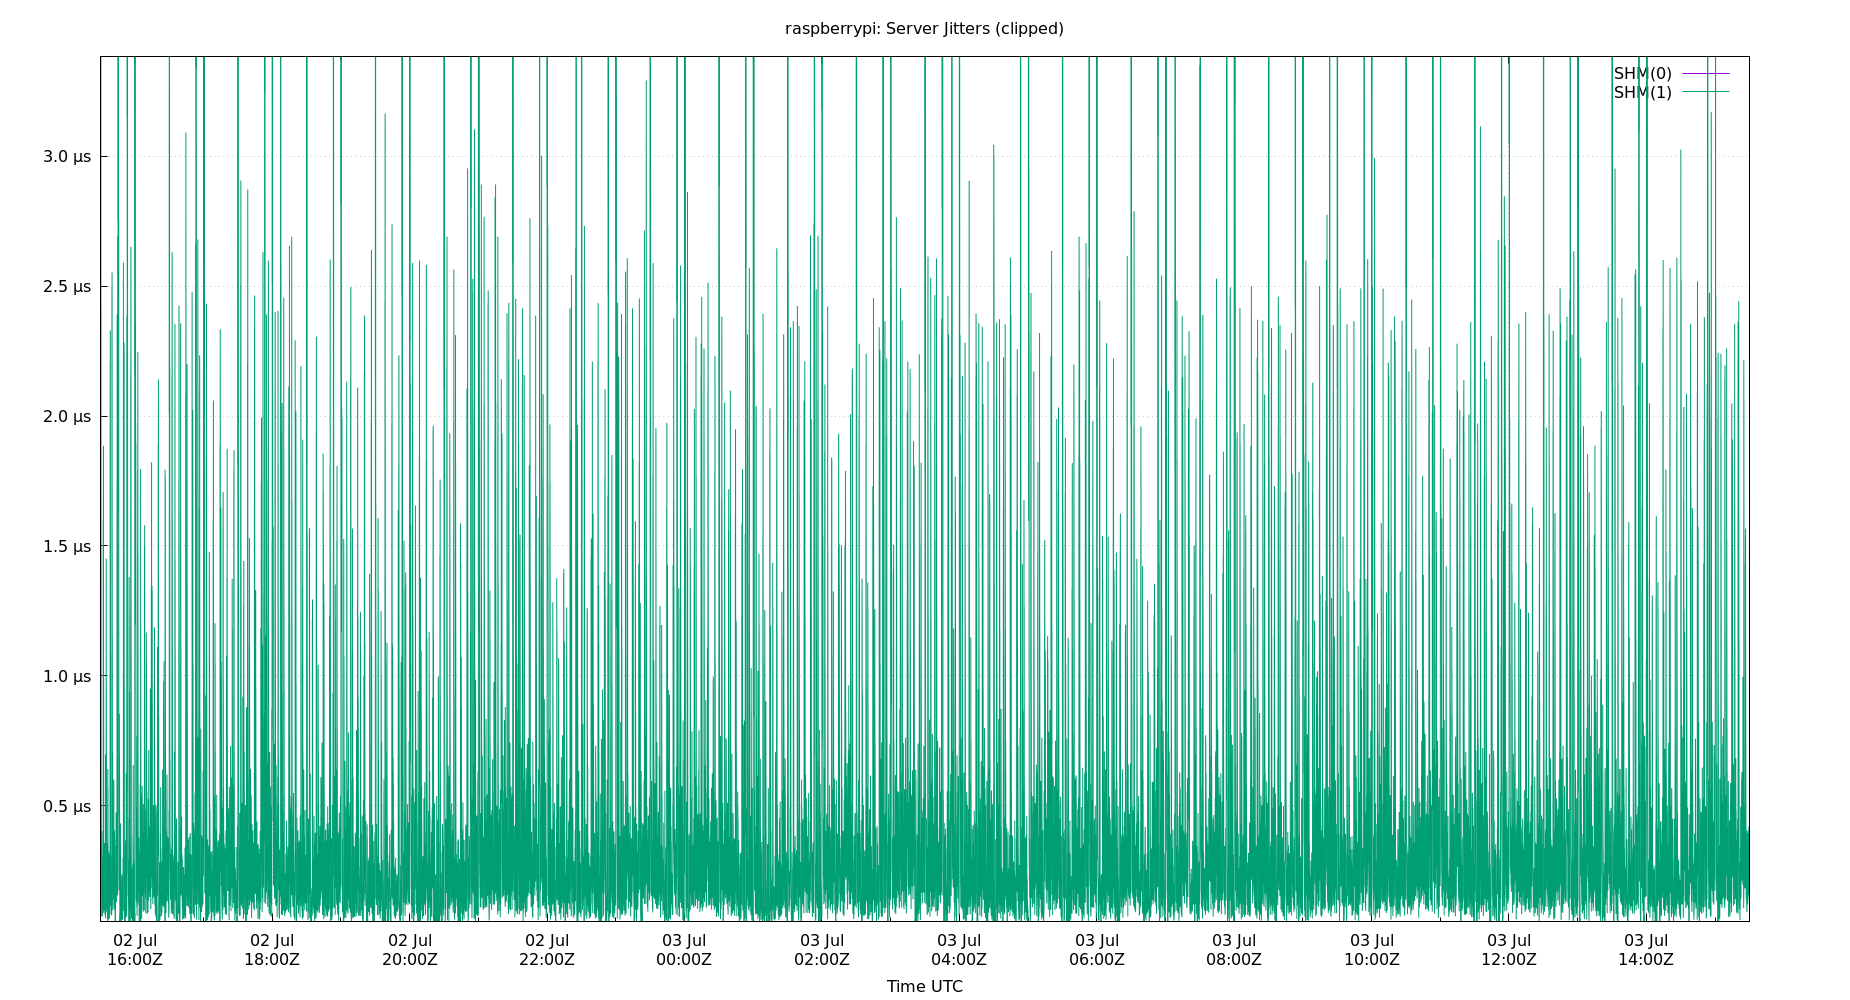 raspberrypi: Server Jitters (clipped)
SHM(0)
SHM(1)
3.0 µs
2.5 µs
2.0 µs
1.5 µs
1.0 µs
0.5 µs
02 Jul 02 Jul 02 Jul 02 Jul 03 Jul 03 Jul 03 Jul 03 Jul 03 Jul 03 Jul 03 Jul 03 Jul
16:00Z 18:00Z 20:00Z 22:00Z 00:00Z 02:00Z 04:00Z 06:00Z 08:00Z 10:00Z 12:00Z 14:00Z
Time UTC